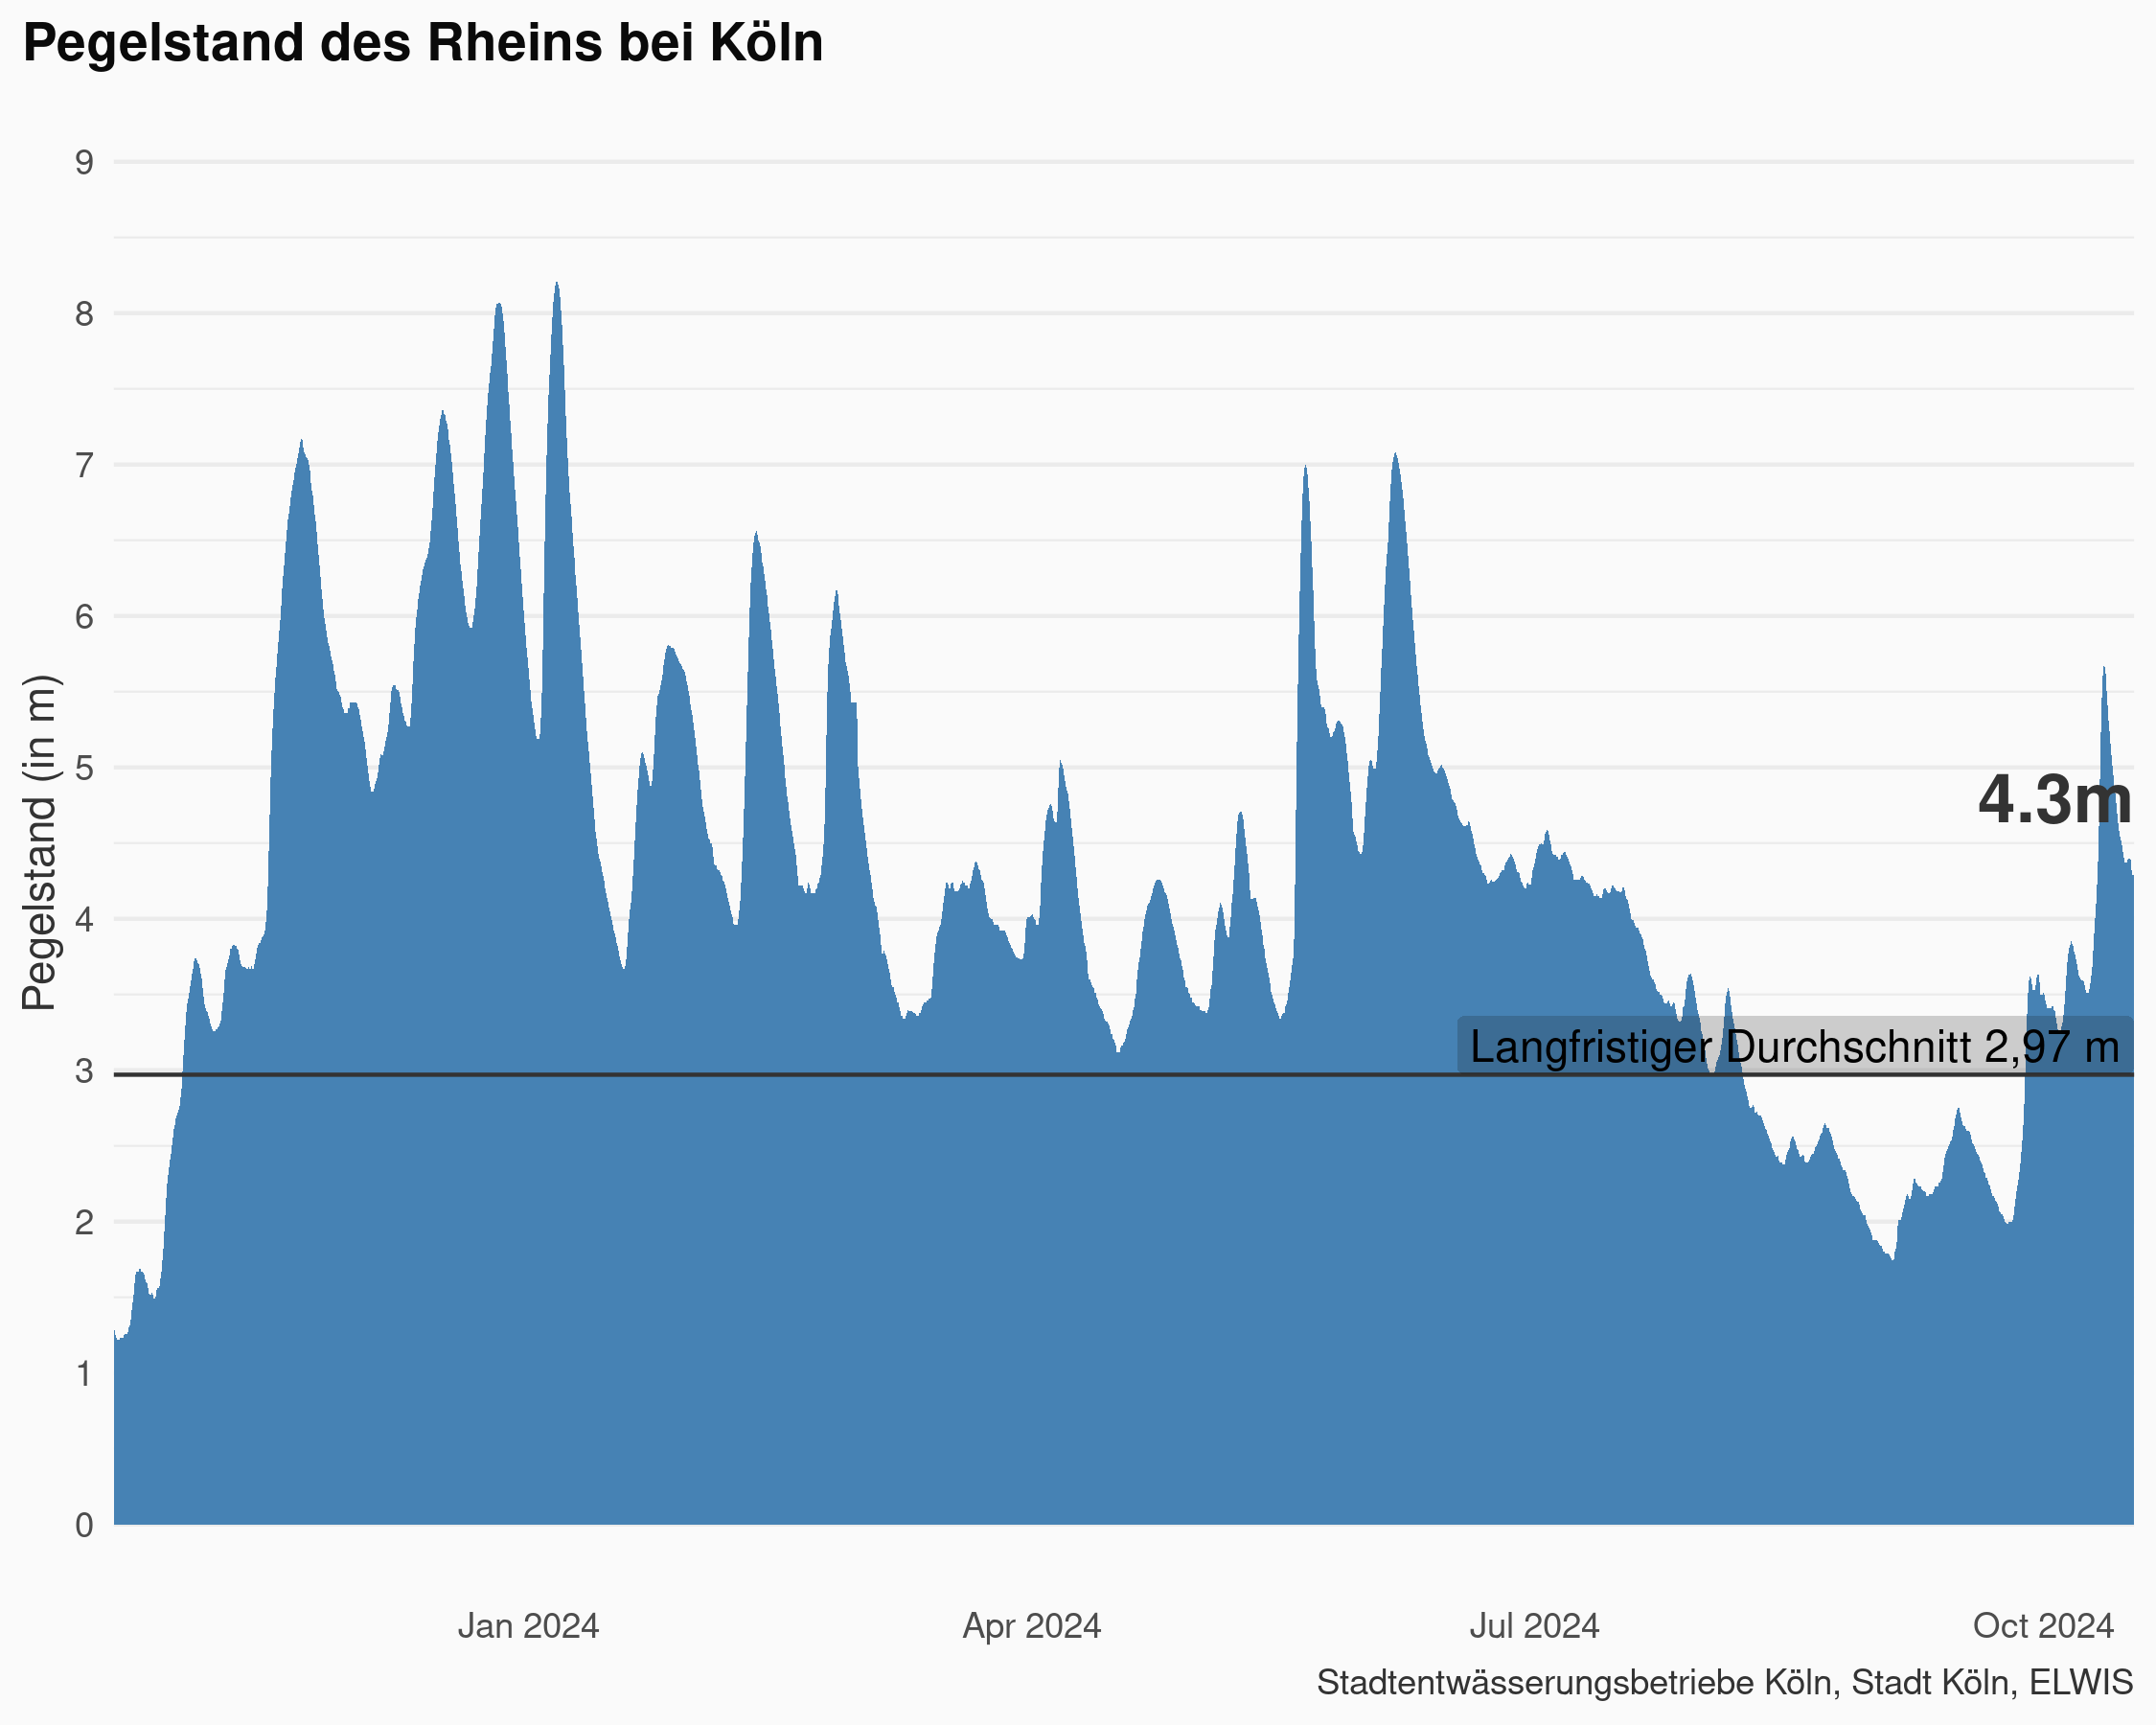 Pegelstand des Rheins bei Köln
Pegelstand (in m)
9
8
7
6
5
4
3
2
1
0
4.3m
Langfristiger Durchschnitt 2,97 m
Jan 2024
Apr 2024
Jul 2024
Oct 2024
Stadtentwässerungsbetriebe Köln, Stadt Köln, ELWIS